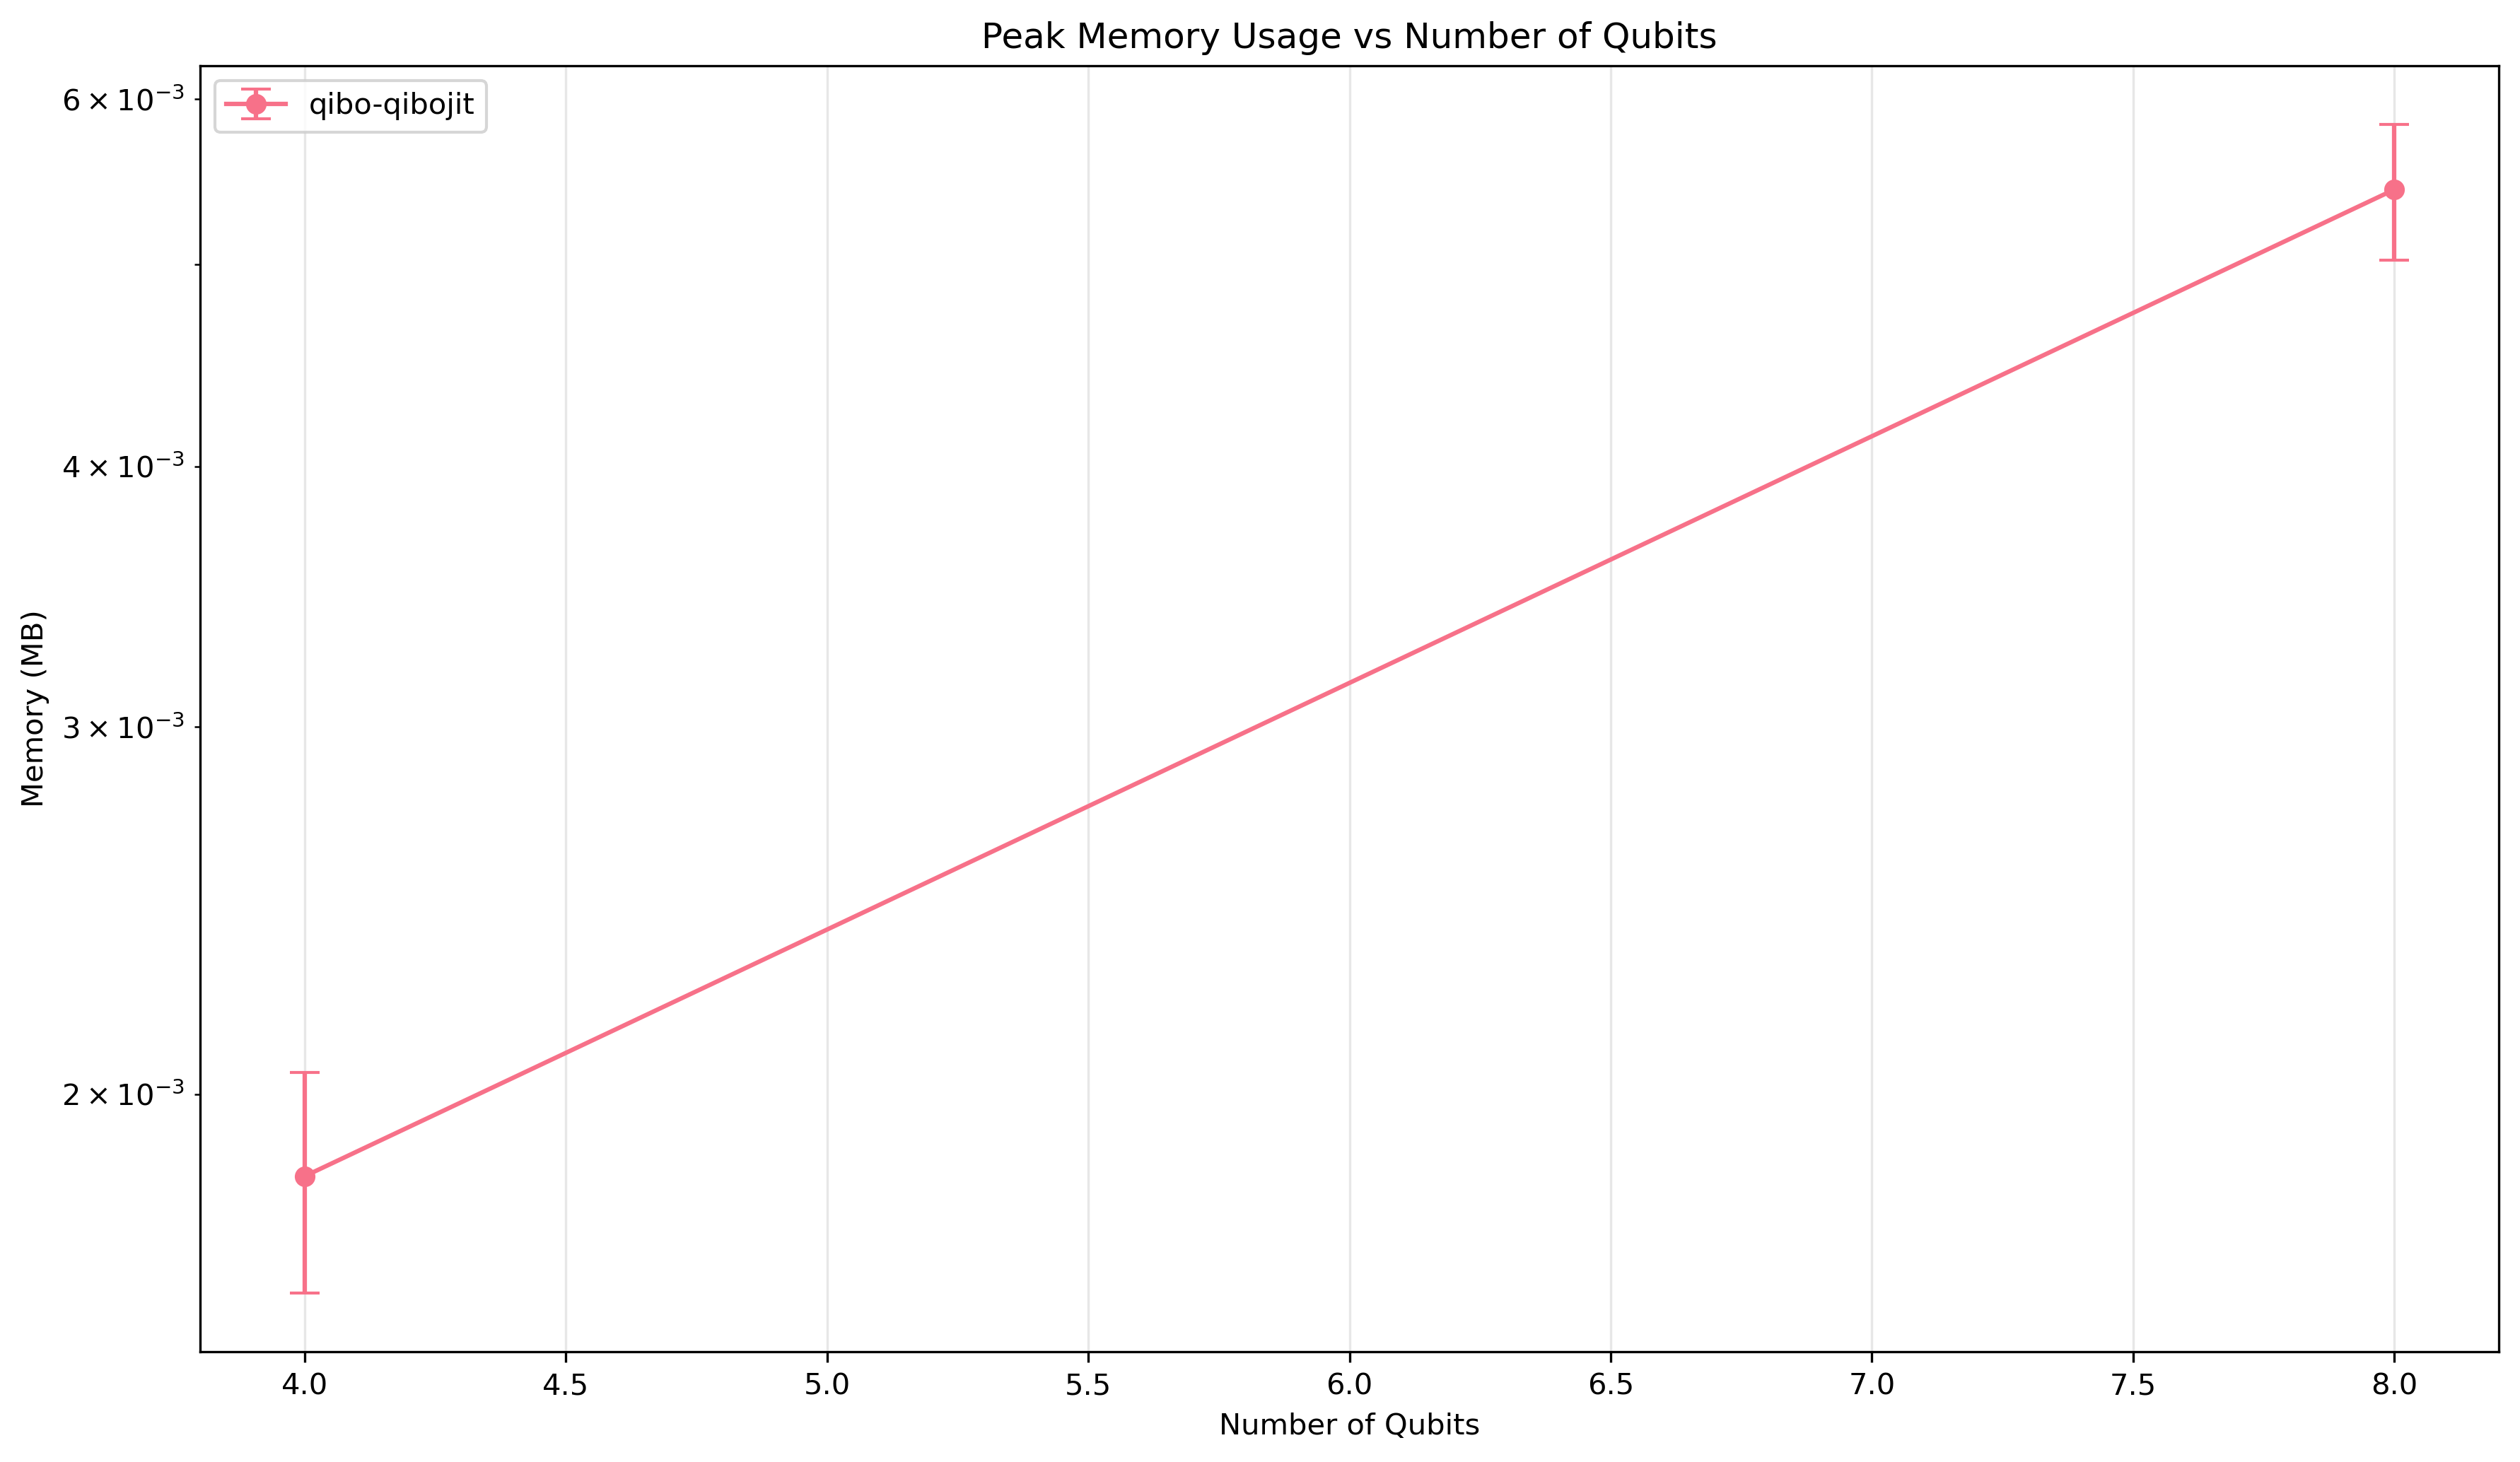 Peak Memory Usage vs Number of Qubits
qibo-qibojit
Memory (MB)
6 × 10⁻³
4 × 10⁻³
3 × 10⁻³
2 × 10⁻³
4.0 4.5 5.0 5.5 6.0 6.5 7.0 7.5 8.0
Number of Qubits